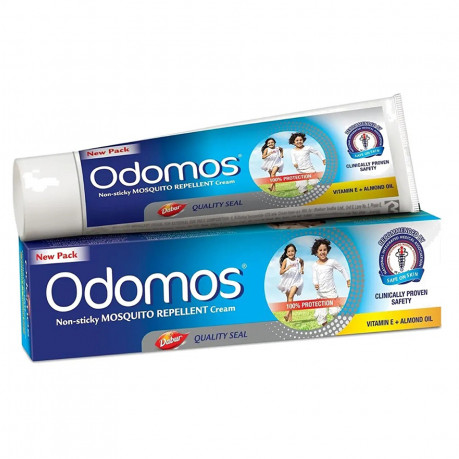 New Pack
Odomos®
Non-sticky MOSQUITO REPELLENT Cream
100% PROTECTION
Dabur
QUALITY SEAL
SAFE ON SKIN
CLINICALLY PROVEN
SAFETY
VITAMIN E + ALMOND OIL
New Pack
Odomos®
Non-sticky MOSQUITO REPELLENT Cream
100% PROTECTION
Dabur
QUALITY SEAL
RECOMMENDED BY
SAFE ON SKIN
CLINICALLY PROVEN
SAFETY
VITAMIN E + ALMOND OIL